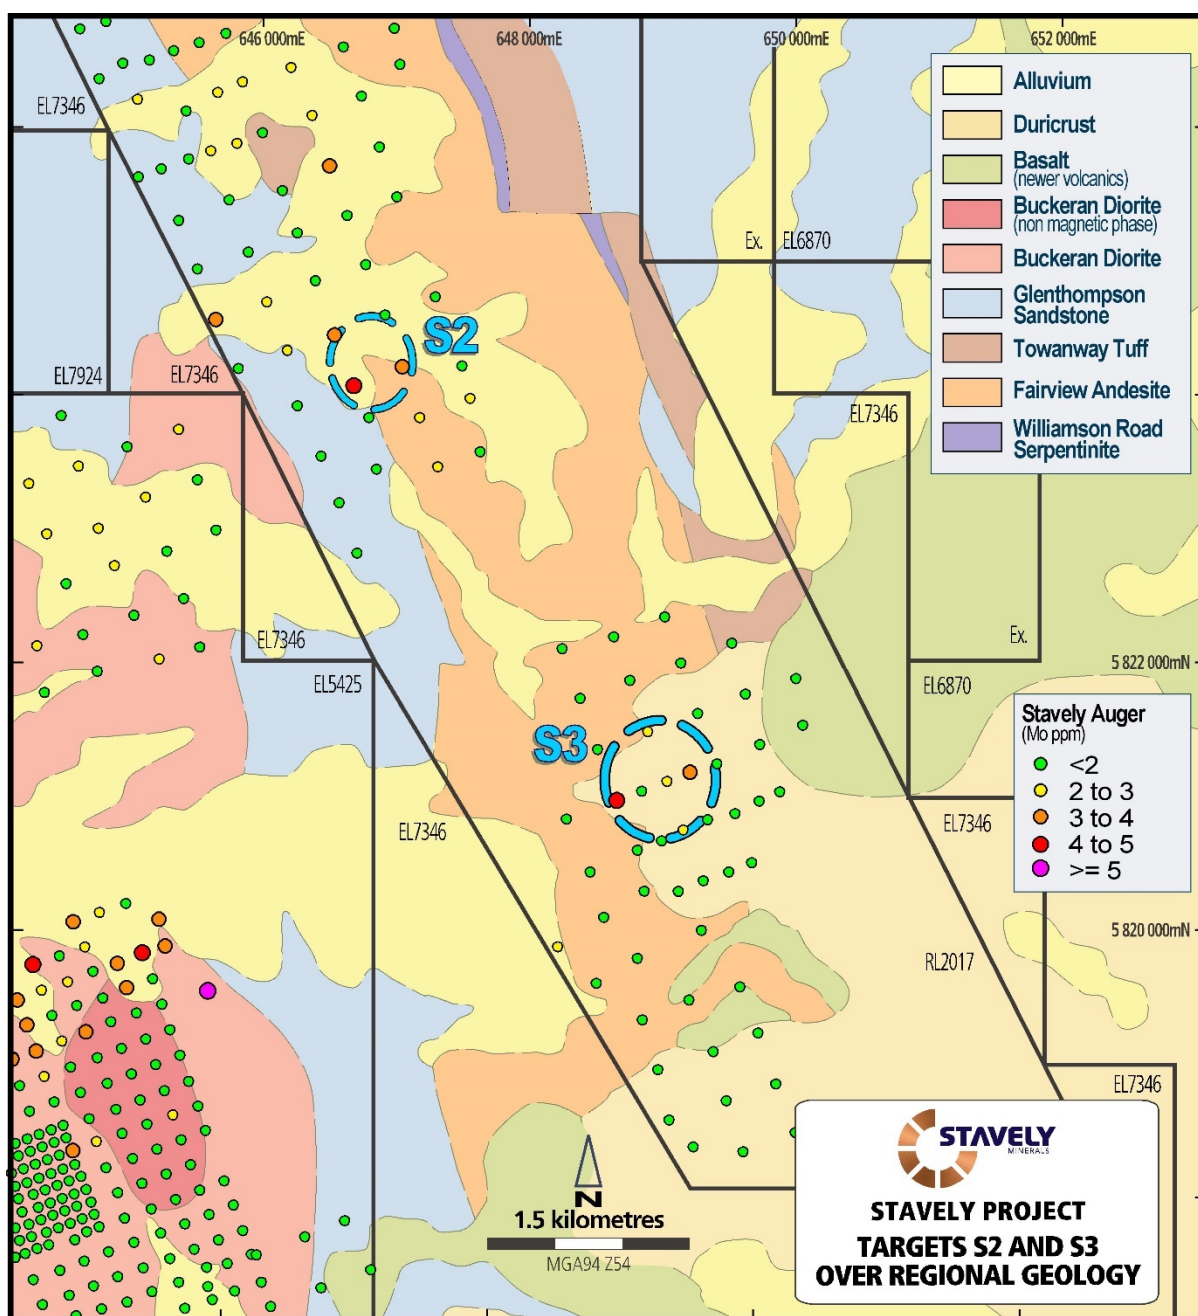 646 000mE
648 000mE
650 000mE
652 000mE
Alluvium
Duricrust
Basalt
(newer volcanics)
Buckeran Diorite
(non magnetic phase)
Buckeran Diorite
Glenthompson
Sandstone
Towanway Tuff
Fairview Andesite
Williamson Road
Serpentinite
EL7346
Ex.
EL6870
S2
EL7924
EL7346
EL7346
EL7346
Ex.
5 822 000mN
EL5425
EL6870
S3
Stavely Auger
(Mo ppm)
<2
2 to 3
3 to 4
4 to 5
>= 5
EL7346
EL7346
5 820 000mN
RL2017
EL7346
N
1.5 kilometres
MGA94 Z54
STAVELY
MINERALS
STAVELY PROJECT
TARGETS S2 AND S3
OVER REGIONAL GEOLOGY